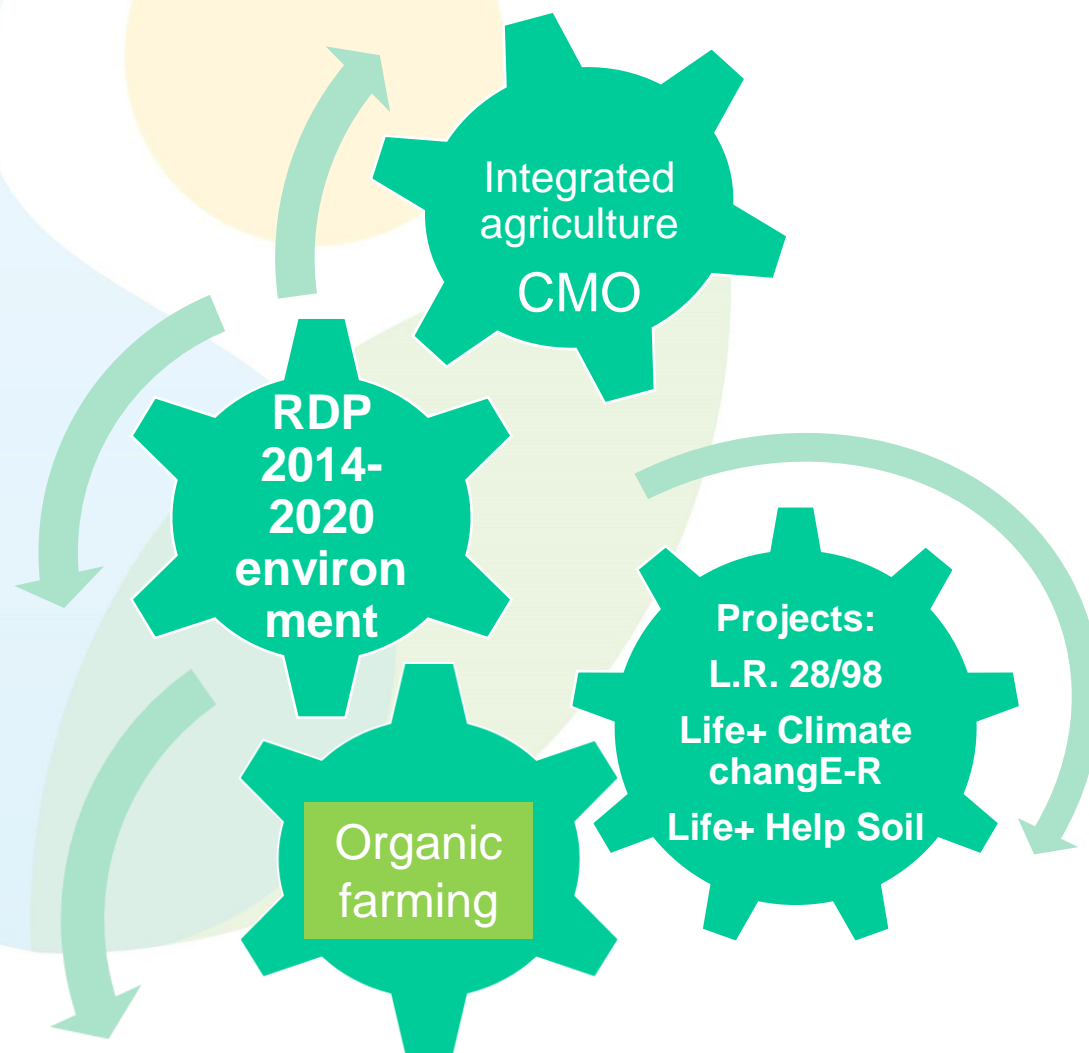 Integrated
agriculture
CMO
RDP
2014-
2020
environ
ment
Projects:
L.R. 28/98
Life+ Climate
changE-R
Life+ Help Soil
Organic
farming